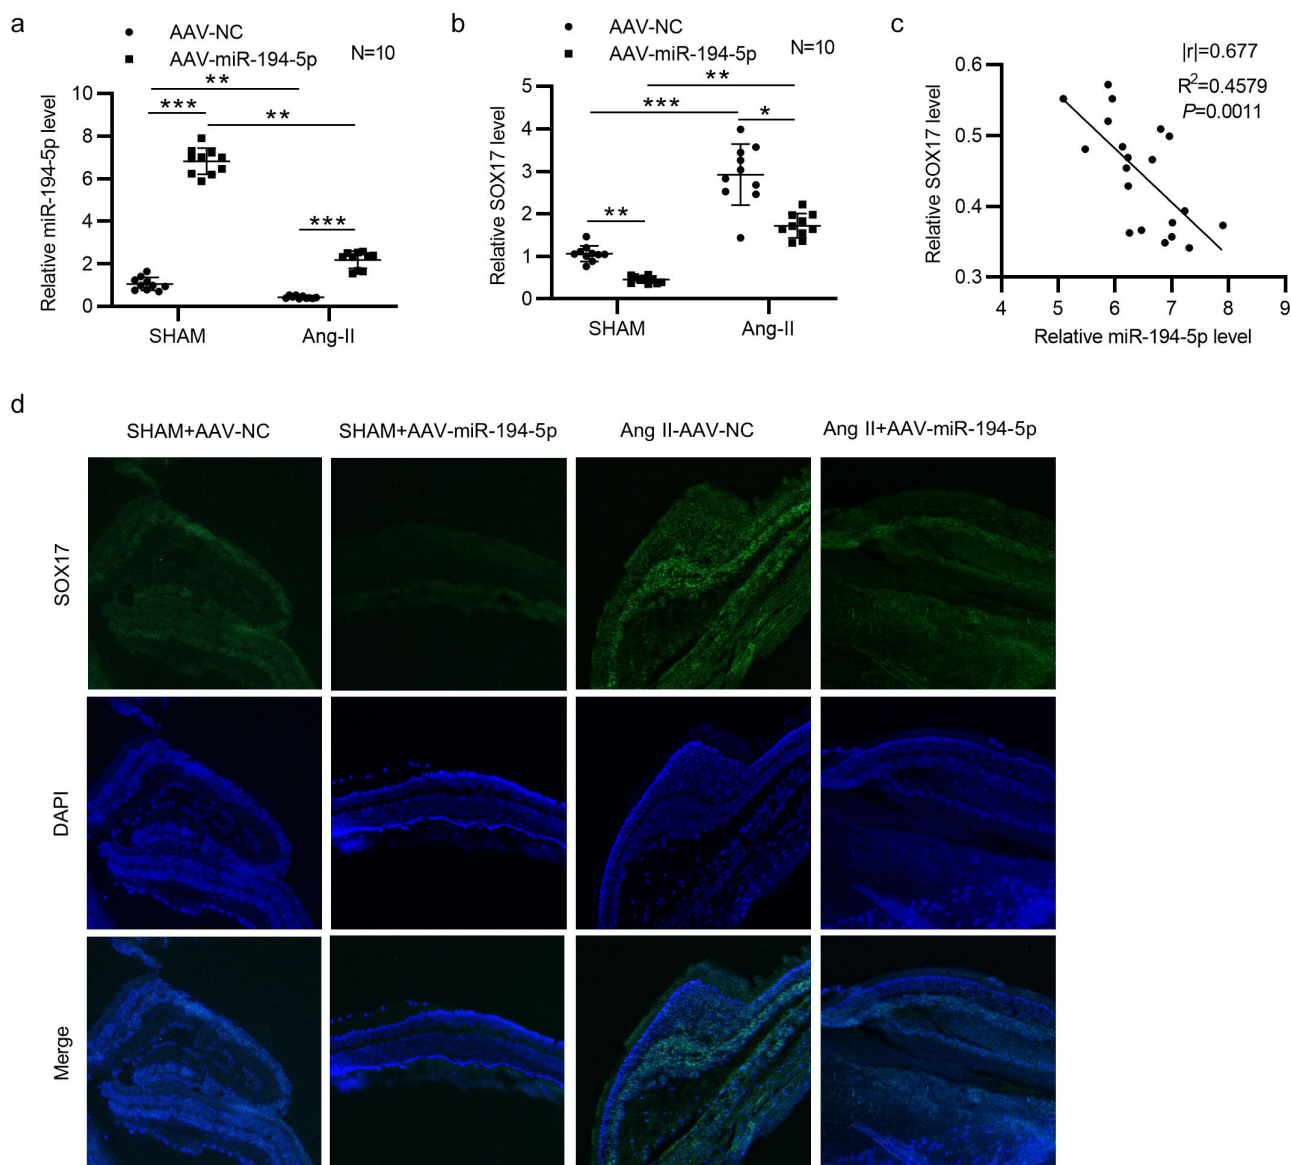 a
AAV-NC
AAV-miR-194-5p
N=10
Relative miR-194-5p level
10
8
6
4
2
0
**
***
**
***
SHAM
Ang-II
b
AAV-NC
AAV-miR-194-5p
N=10
Relative SOX17 level
5
4
3
2
1
0
**
***
*
**
SHAM
Ang-II
c
|r|=0.677
R²=0.4579
P=0.0011
Relative SOX17 level
0.6
0.5
0.4
0.3
4 5 6 7 8 9
Relative miR-194-5p level
d
SHAM+AAV-NC
SHAM+AAV-miR-194-5p
Ang II-AAV-NC
Ang II+AAV-miR-194-5p
SOX17
DAPI
Merge